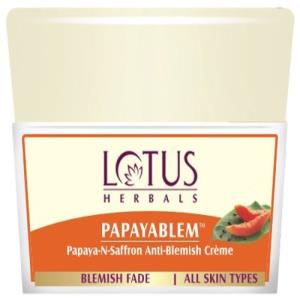 LOTUS
HERBALS
PAPAYABLEM™
Papaya-N-Saffron Anti-Blemish Crème
BLEMISH FADE | ALL SKIN TYPES